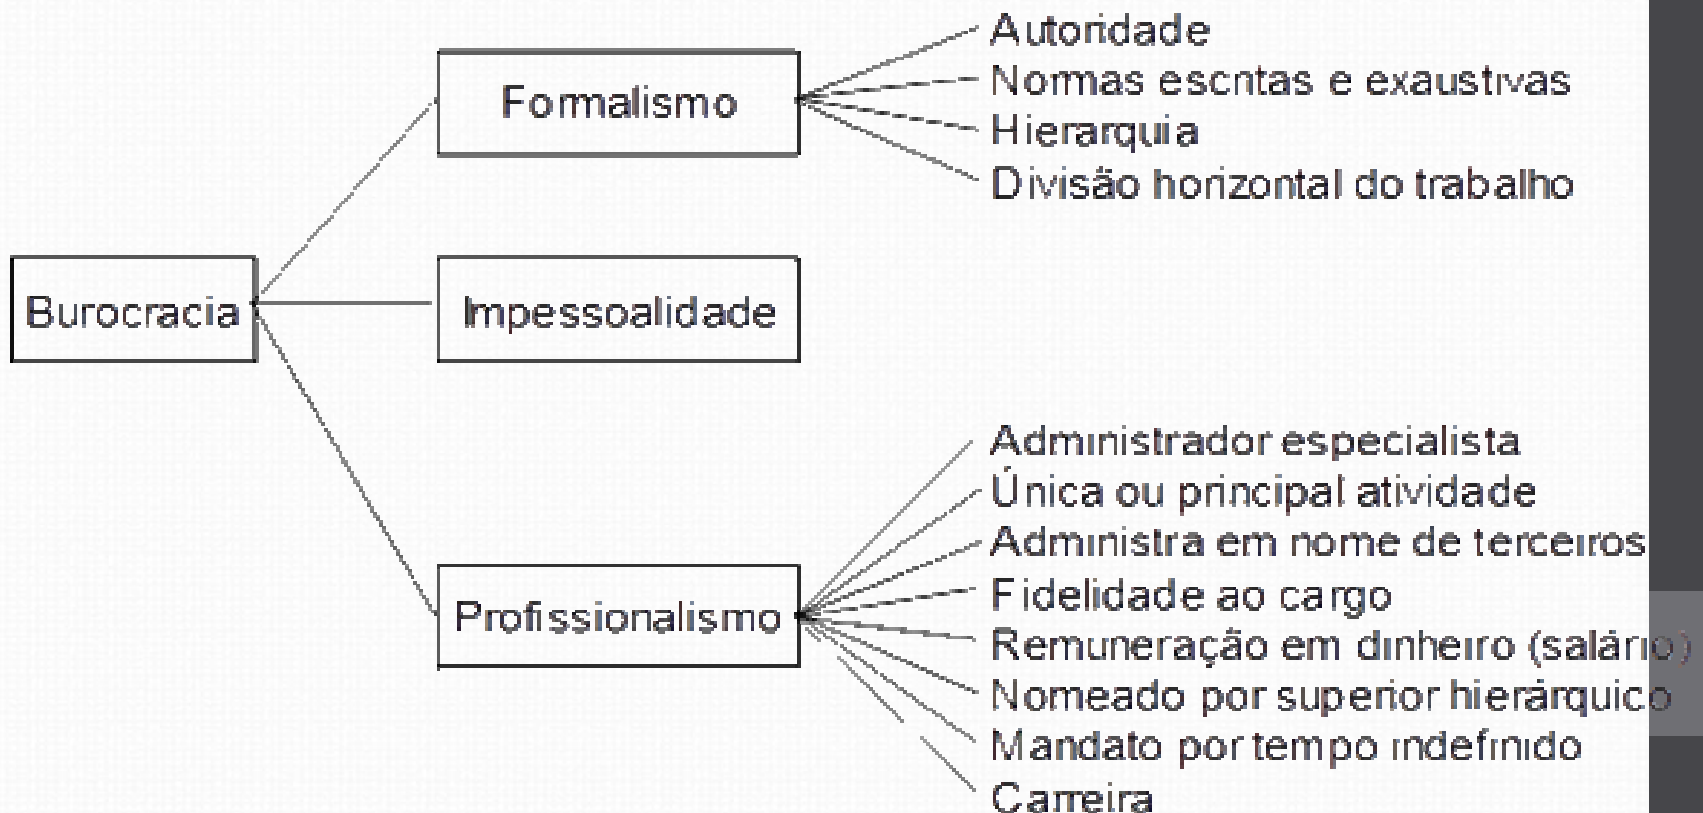 Burocracia
Formalismo
Autoridade
Normas escritas e exaustivas
Hierarquia
Divisão horizontal do trabalho
Impessoalidade
Profissionalismo
Administrador especialista
Única ou principal atividade
Administra em nome de terceiros
Fidelidade ao cargo
Remuneração em dinheiro (salário)
Nomeado por superior hierárquico
Mandato por tempo indefinido
Carreira